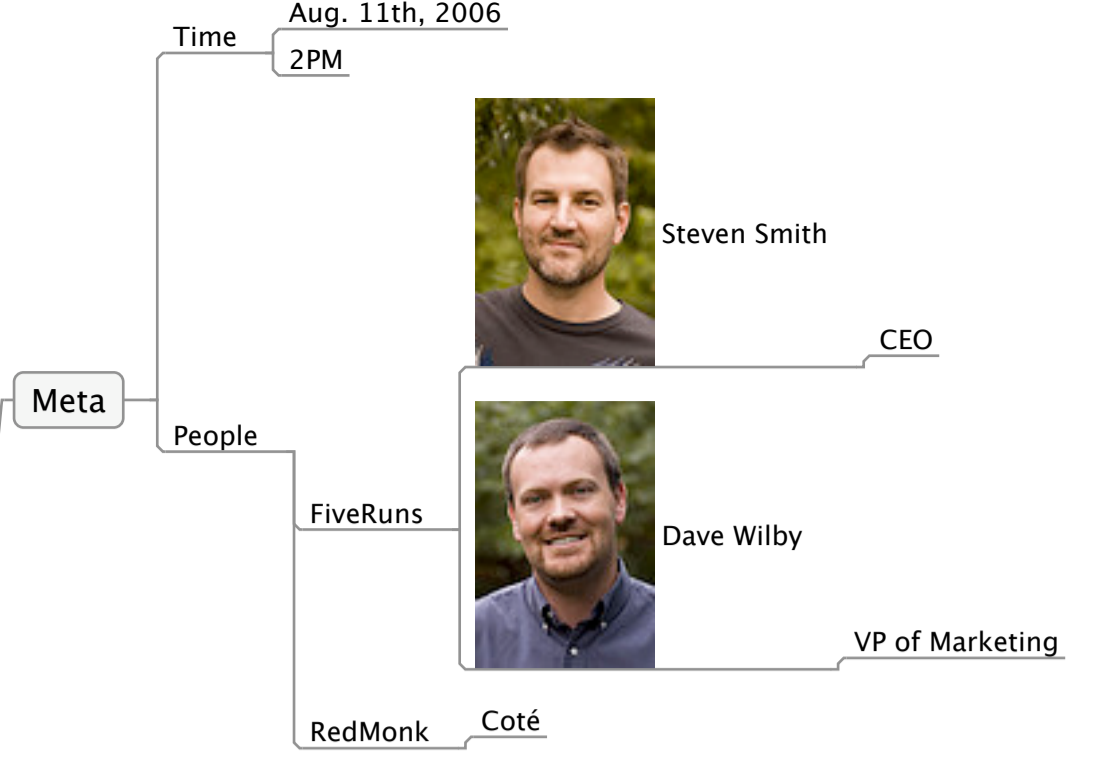 Aug. 11th, 2006
Time
2PM
Steven Smith
CEO
Meta
People
FiveRuns
Dave Wilby
VP of Marketing
RedMonk
Coté